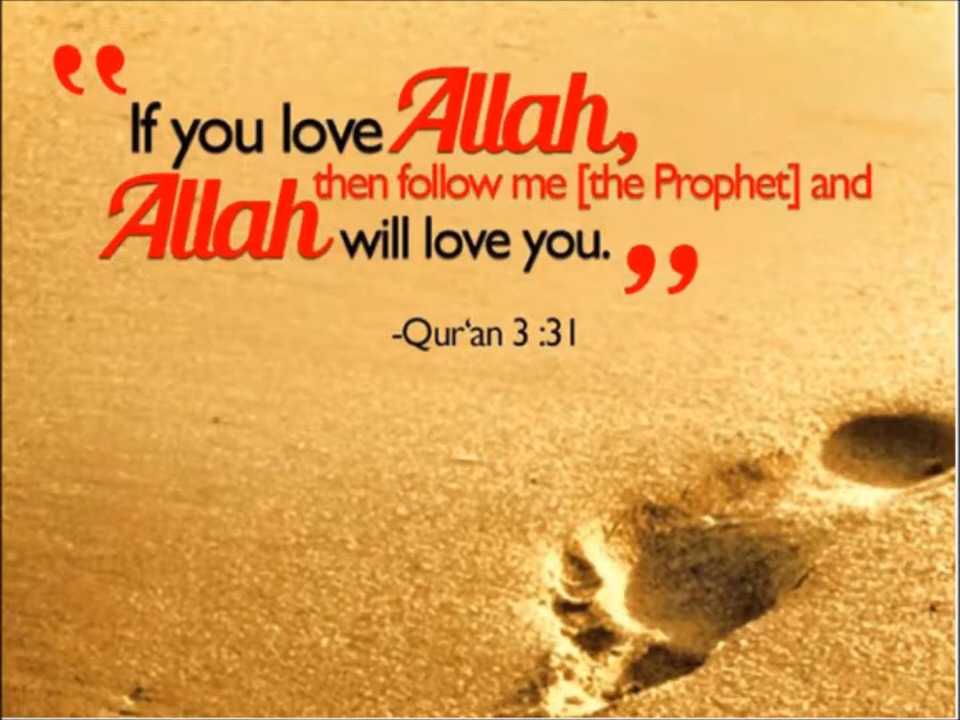 “If you love Allah,
then follow me [the Prophet] and
Allah will love you.”
-Qur‘an 3 :31